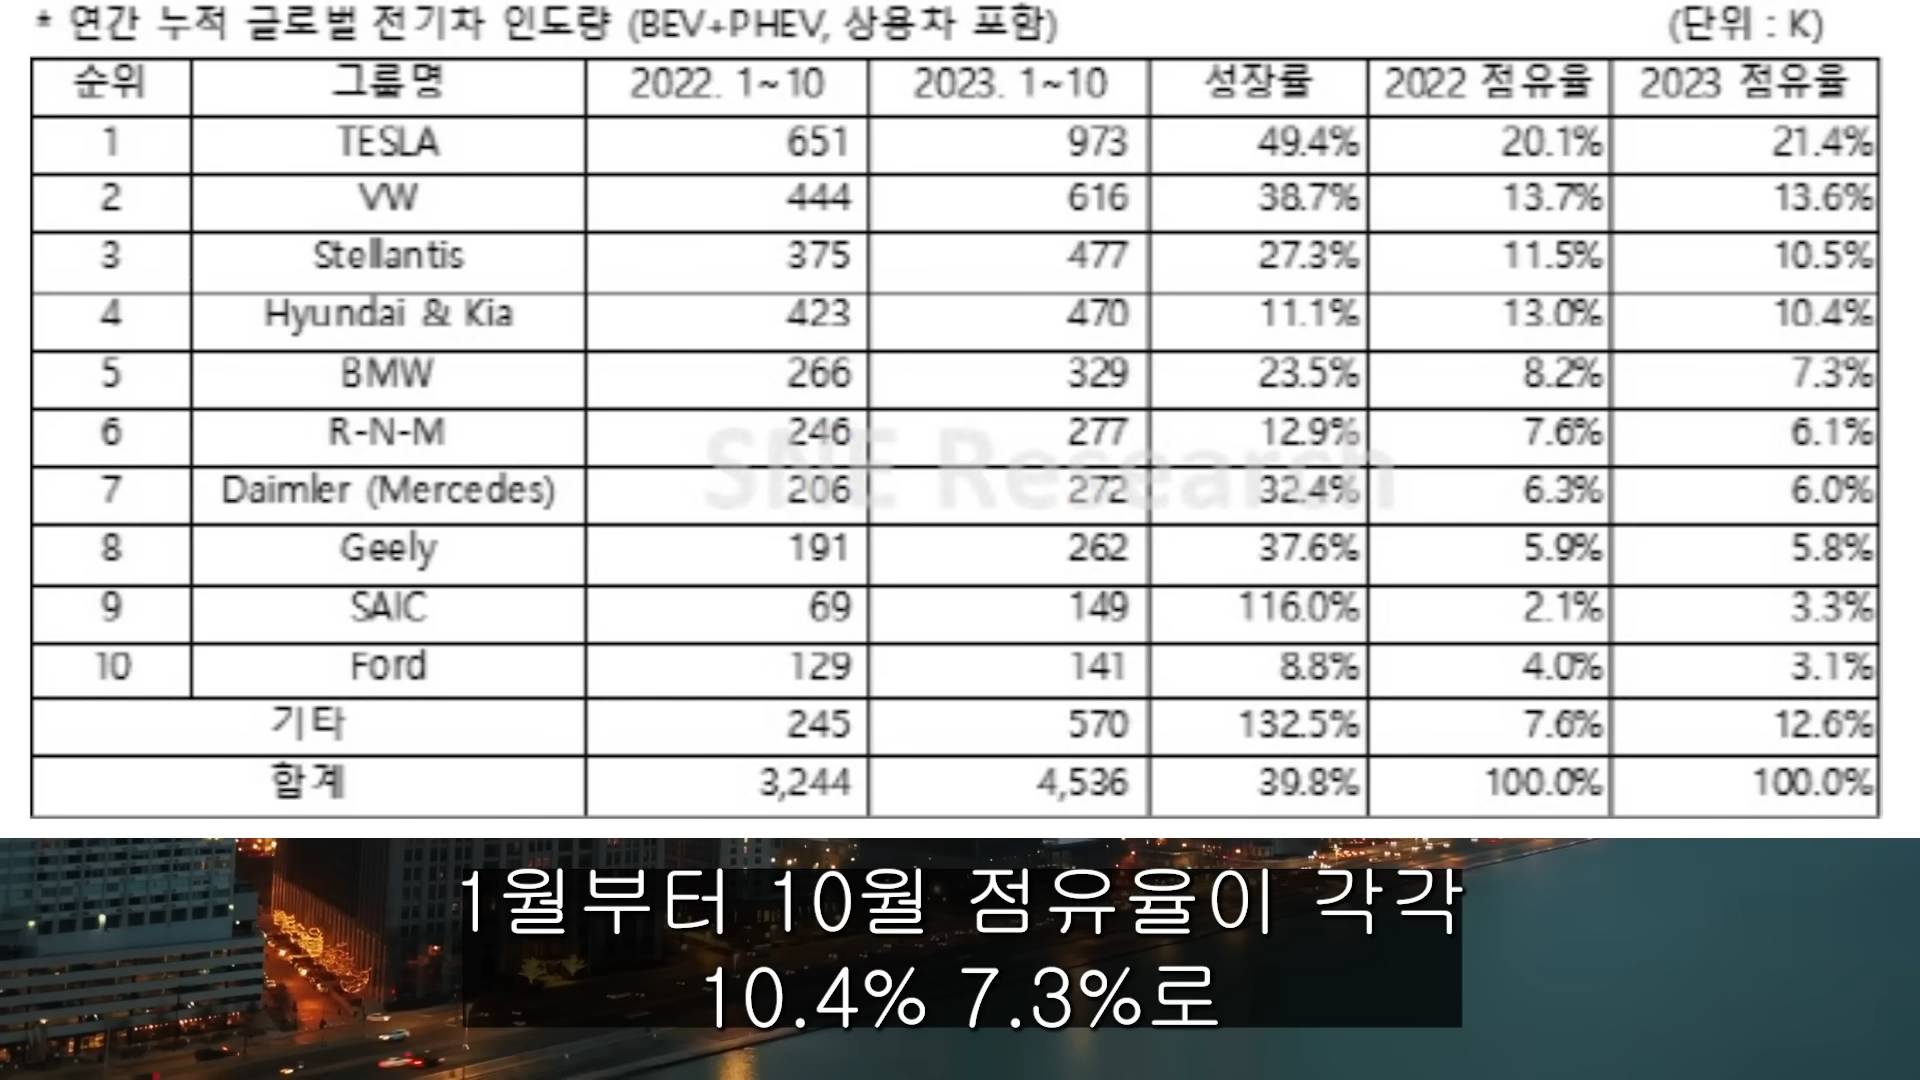 * 연간 누적 글로벌 전기차 인도량 (BEV+PHEV, 상용차 포함) (단위 : K)
순위 그룹명 2022. 1~10 2023. 1~10 성장률 2022 점유율 2023 점유율
1 TESLA 651 973 49.4% 20.1% 21.4%
2 VW 444 616 38.7% 13.7% 13.6%
3 Stellantis 375 477 27.3% 11.5% 10.5%
4 Hyundai & Kia 423 470 11.1% 13.0% 10.4%
5 BMW 266 329 23.5% 8.2% 7.3%
6 R-N-M 246 277 12.9% 7.6% 6.1%
SNE Research
7 Daimler (Mercedes) 206 272 32.4% 6.3% 6.0%
8 Geely 191 262 37.6% 5.9% 5.8%
9 SAIC 69 149 116.0% 2.1% 3.3%
10 Ford 129 141 8.8% 4.0% 3.1%
기타 245 570 132.5% 7.6% 12.6%
합계 3,244 4,536 39.8% 100.0% 100.0%
1월부터 10월 점유율이 각각
10.4% 7.3%로